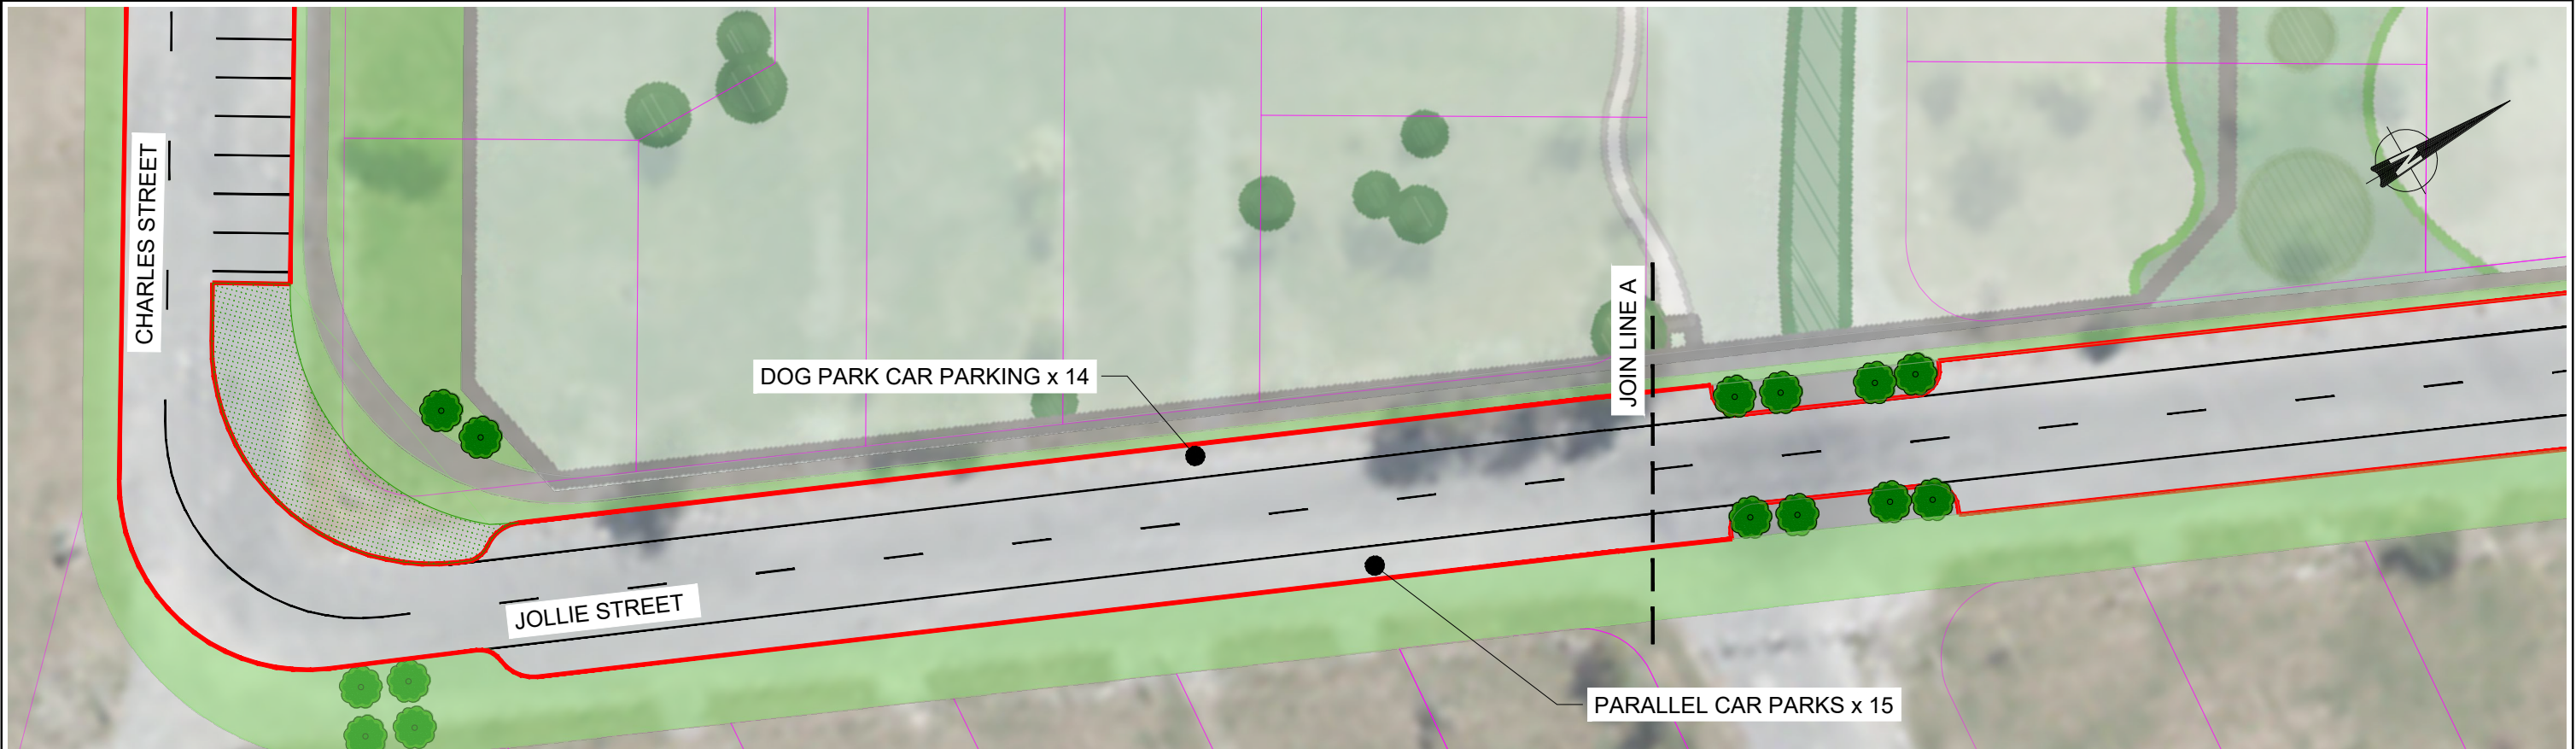 CHARLES STREET
DOG PARK CAR PARKING x 14
JOIN LINE A
JOLLIE STREET
PARALLEL CAR PARKS x 15